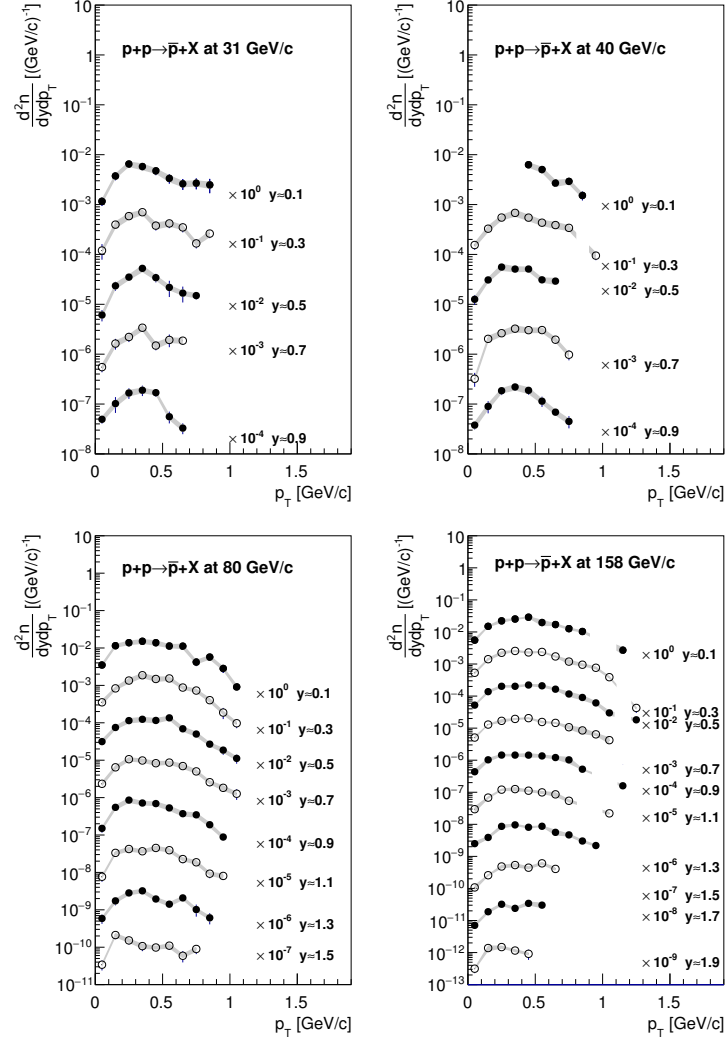 p+p→p̅+X at 31 GeV/c
d²n/dydp_T [(GeV/c)⁻¹]
10
1
10⁻¹
10⁻²
10⁻³
10⁻⁴
10⁻⁵
10⁻⁶
10⁻⁷
10⁻⁸
×10⁰ y≈0.1
×10⁻¹ y≈0.3
×10⁻² y≈0.5
×10⁻³ y≈0.7
×10⁻⁴ y≈0.9
0 0.5 1 1.5
p_T [GeV/c]
p+p→p̅+X at 40 GeV/c
d²n/dydp_T [(GeV/c)⁻¹]
10
1
10⁻¹
10⁻²
10⁻³
10⁻⁴
10⁻⁵
10⁻⁶
10⁻⁷
10⁻⁸
×10⁰ y≈0.1
×10⁻¹ y≈0.3
×10⁻² y≈0.5
×10⁻³ y≈0.7
×10⁻⁴ y≈0.9
0 0.5 1 1.5
p_T [GeV/c]
p+p→p̅+X at 80 GeV/c
d²n/dydp_T [(GeV/c)⁻¹]
10
1
10⁻¹
10⁻²
10⁻³
10⁻⁴
10⁻⁵
10⁻⁶
10⁻⁷
10⁻⁸
10⁻⁹
10⁻¹⁰
10⁻¹¹
×10⁰ y≈0.1
×10⁻¹ y≈0.3
×10⁻² y≈0.5
×10⁻³ y≈0.7
×10⁻⁴ y≈0.9
×10⁻⁵ y≈1.1
×10⁻⁶ y≈1.3
×10⁻⁷ y≈1.5
0 0.5 1 1.5
p_T [GeV/c]
p+p→p̅+X at 158 GeV/c
d²n/dydp_T [(GeV/c)⁻¹]
10
1
10⁻¹
10⁻²
10⁻³
10⁻⁴
10⁻⁵
10⁻⁶
10⁻⁷
10⁻⁸
10⁻⁹
10⁻¹⁰
10⁻¹¹
10⁻¹²
10⁻¹³
×10⁰ y≈0.1
×10⁻¹ y≈0.3
×10⁻² y≈0.5
×10⁻³ y≈0.7
×10⁻⁴ y≈0.9
×10⁻⁵ y≈1.1
×10⁻⁶ y≈1.3
×10⁻⁷ y≈1.5
×10⁻⁸ y≈1.7
×10⁻⁹ y≈1.9
0 0.5 1 1.5
p_T [GeV/c]